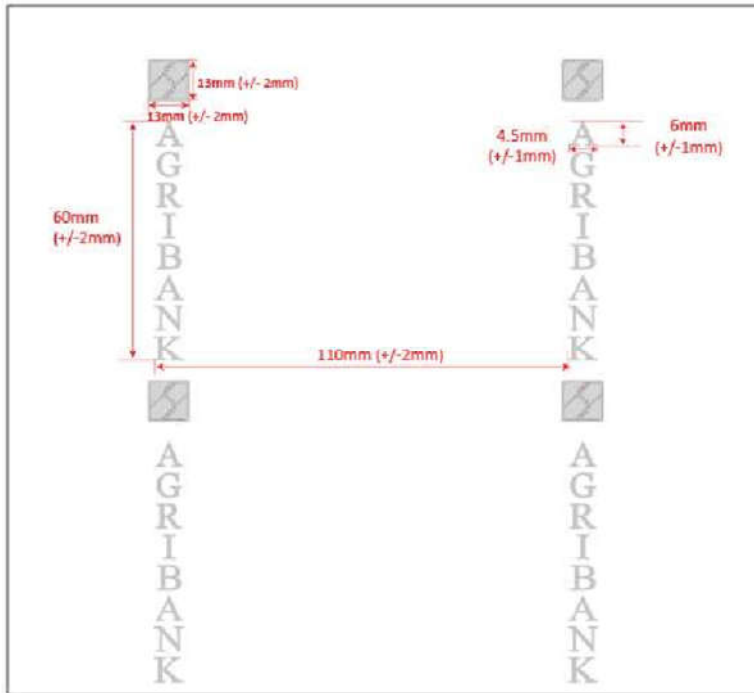 13mm (+/- 2mm)
13mm (+/- 2mm)
A
G
R
I
B
A
N
K
60mm
(+/-2mm)
4.5mm
(+/-1mm)
6mm
(+/-1mm)
A
G
R
I
B
A
N
K
110mm (+/-2mm)
A
G
R
I
B
A
N
K
A
G
R
I
B
A
N
K